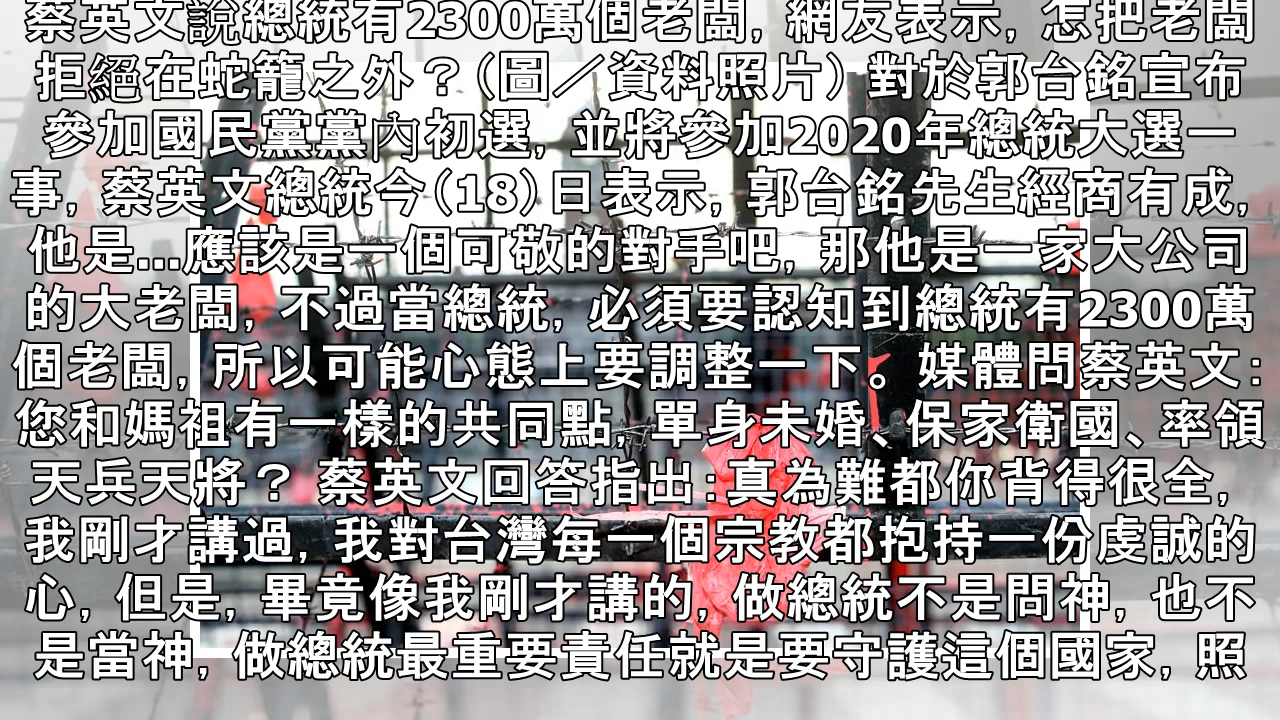 蔡英文說總統有2300萬個老闆, 網友表示, 怎把老闆
拒絕在蛇籠之外？(圖／資料照片) 對於郭台銘宣布
參加國民黨黨內初選, 並將參加2020年總統大選一
事, 蔡英文總統今(18)日表示, 郭台銘先生經商有成,
他是...應該是一個可敬的對手吧, 那他是一家大公司
的大老闆, 不過當總統, 必須要認知到總統有2300萬
個老闆, 所以可能心態上要調整一下。媒體問蔡英文:
您和媽祖有一樣的共同點, 單身未婚、保家衛國、率領
天兵天將？ 蔡英文回答指出:真為難都你背得很全,
我剛才講過, 我對台灣每一個宗教都抱持一份虔誠的
心, 但是, 畢竟像我剛才講的, 做總統不是問神, 也不
是當神, 做總統最重要責任就是要守護這個國家, 照